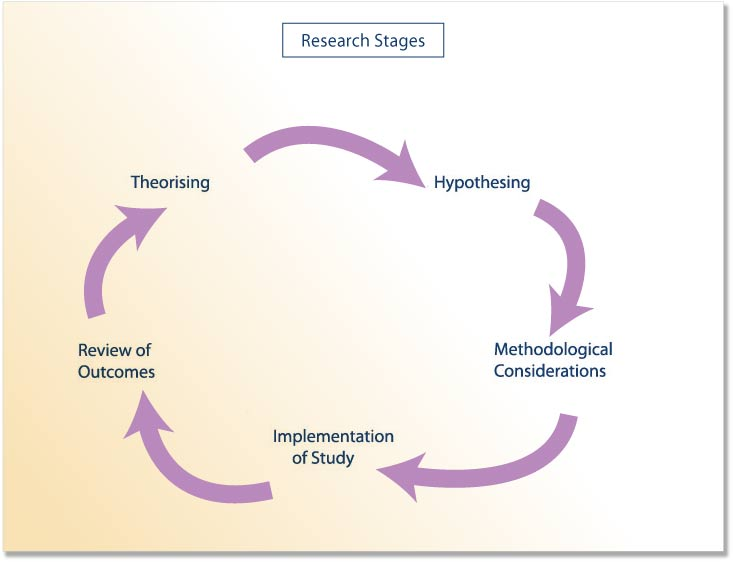 Research Stages
Theorising
Hypothesing
Methodological
Considerations
Implementation
of Study
Review of
Outcomes